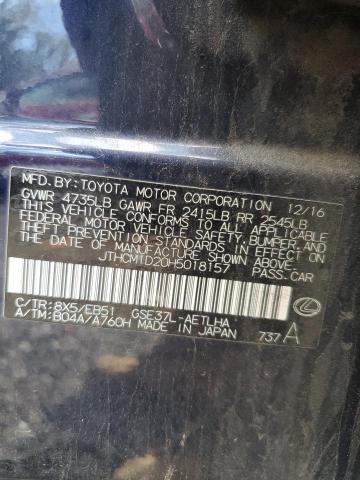 MFD. BY: TOYOTA MOTOR CORPORATION 12/16
GVWR 4735LB GAWR FR 2415LB RR 2545LB
THIS VEHICLE CONFORMS TO ALL APPLICABLE
FEDERAL MOTOR VEHICLE SAFETY, BUMPER, AND
THEFT PREVENTION STANDARDS IN EFFECT ON
THE DATE OF MANUFACTURE SHOWN ABOVE.
JTHCM1D20H5018157 PASS.CAR
C/TR: 8X5/EB51 GSE37L-AETLHA
A/TM: B04A/A760H MADE IN JAPAN 737 A